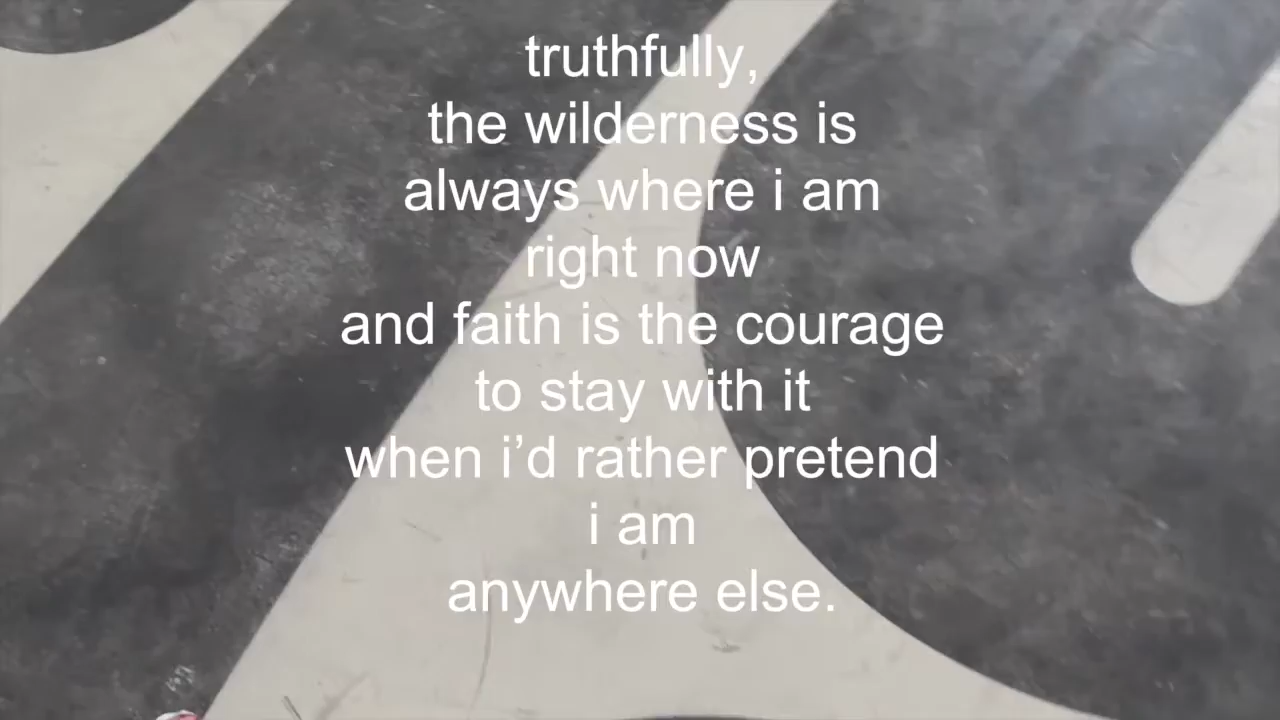 truthfully,
the wilderness is
always where i am
right now
and faith is the courage
to stay with it
when i’d rather pretend
i am
anywhere else.